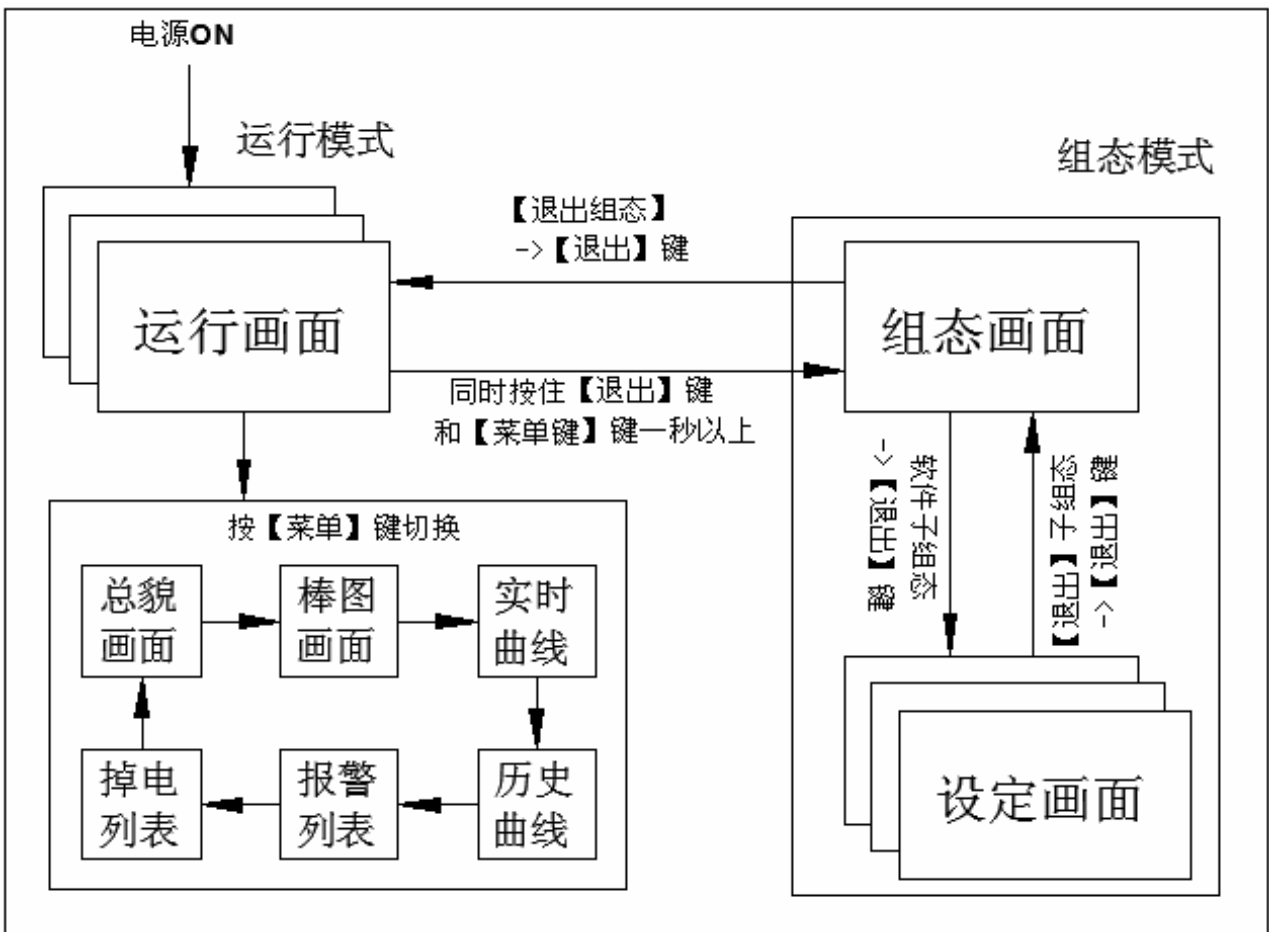 电源ON
运行模式
组态模式
【退出组态】
->【退出】键
运行画面
组态画面
同时按住【退出】键
和【菜单键】键一秒以上
软件子组态
->【退出】键
【退出】子组态
->【退出】键
按【菜单】键切换
总貌
画面
棒图
画面
实时
曲线
掉电
列表
报警
列表
历史
曲线
设定画面